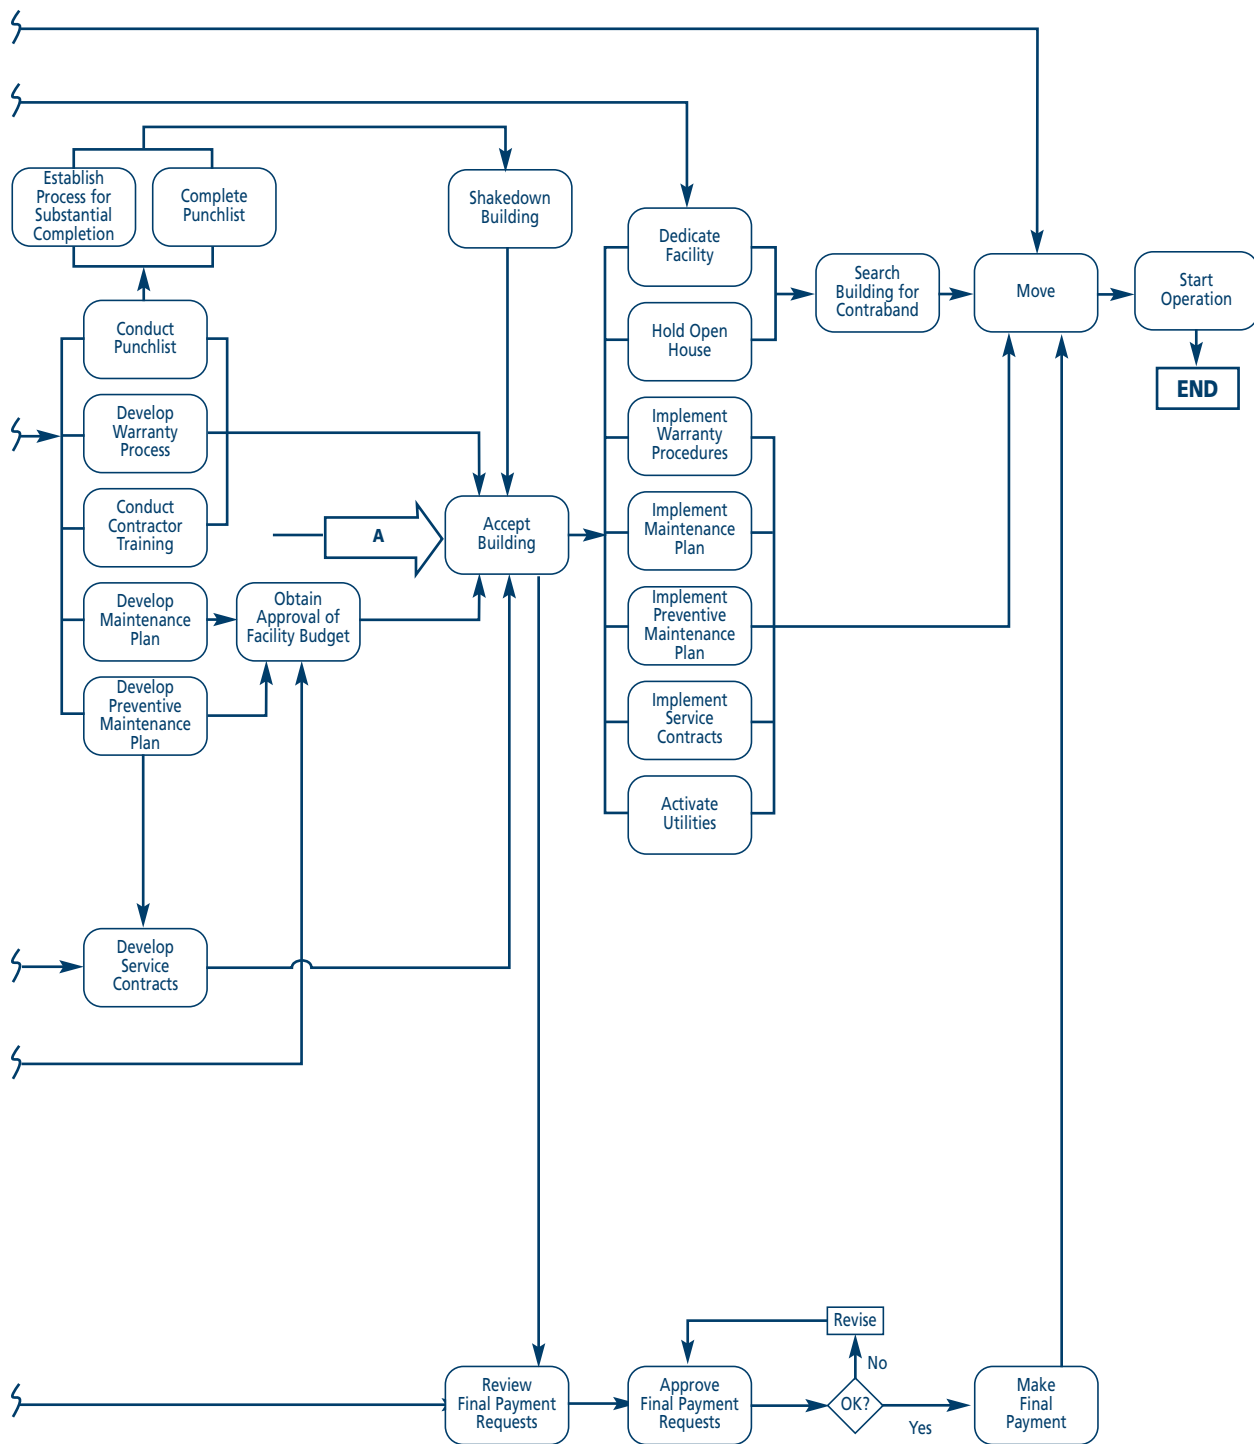 Establish
Process for
Substantial
Completion
Complete
Punchlist
Shakedown
Building
Dedicate
Facility
Search
Building for
Contraband
Move
Start
Operation
END
Conduct
Punchlist
Hold Open
House
Develop
Warranty
Process
Implement
Warranty
Procedures
Conduct
Contractor
Training
A
Accept
Building
Implement
Maintenance
Plan
Develop
Maintenance
Plan
Obtain
Approval of
Facility Budget
Implement
Preventive
Maintenance
Plan
Develop
Preventive
Maintenance
Plan
Implement
Service
Contracts
Activate
Utilities
Develop
Service
Contracts
Revise
No
Review
Final Payment
Requests
Approve
Final Payment
Requests
OK?
Yes
Make
Final
Payment